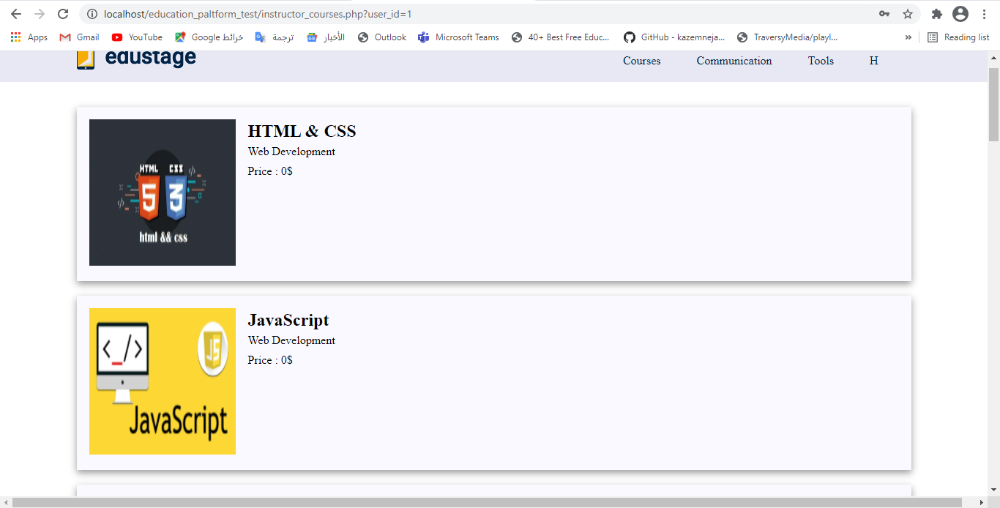 localhost/education_paltform_test/instructor_courses.php?user_id=1
Apps Gmail YouTube خرائط Google ترجمة الأخبار Outlook Microsoft Teams 40+ Best Free Educ... GitHub - kazemneja... TraversyMedia/playl... » Reading list
edustage Courses Communication Tools H
HTML CSS
5 3
html && css
HTML & CSS
Web Development
Price : 0$
< _ / >
JS
JavaScript
JavaScript
Web Development
Price : 0$